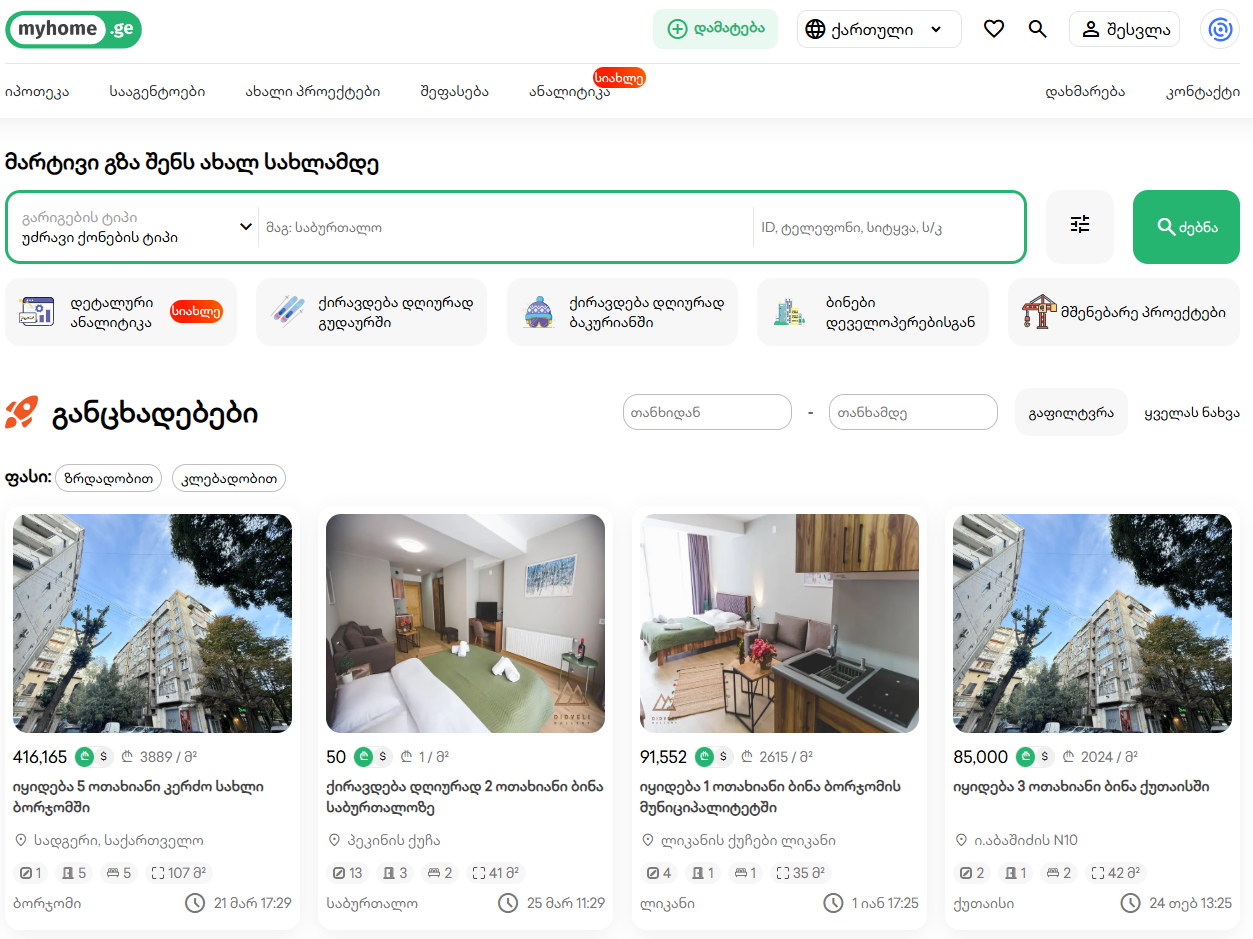 myhome.ge
დამატება
ქართული
შესვლა
იპოთეკა
სააგენტოები
ახალი პროექტები
შეფასება
ანალიტიკა
სიახლე
დახმარება
კონტაქტი
მარტივი გზა შენს ახალ სახლამდე
გარიგების ტიპი
უძრავი ქონების ტიპი
მაგ: საბურთალო
ID, ტელეფონი, სიტყვა, ს/კ
ძებნა
დეტალური
ანალიტიკა
სიახლე
ქირავდება დღიურად
გუდაურში
ქირავდება დღიურად
ბაკურიანში
ბინები
დეველოპერებისგან
მშენებარე პროექტები
განცხადებები
თანხიდან
-
თანხამდე
გაფილტვრა
ყველას ნახვა
ფასი: ზრდადობით კლებადობით
416,165 ₾ $ ₾ 3889 / მ²
იყიდება 5 ოთახიანი კერძო სახლი
ბორჯომში
სადგერი, საქართველო
1 5 5 107 მ²
ბორჯომი 21 მარ 17:29
DIDVELI
GALLERY
50 ₾ $ ₾ 1 / მ²
ქირავდება დღიურად 2 ოთახიანი ბინა
საბურთალოზე
პეკინის ქუჩა
13 3 2 41 მ²
საბურთალო 25 მარ 11:29
DIDVELI
GALLERY
91,552 ₾ $ ₾ 2615 / მ²
იყიდება 1 ოთახიანი ბინა ბორჯომის
მუნიციპალიტეტში
ლიკანის ქუჩები ლიკანი
4 1 1 35 მ²
ლიკანი 1 იან 17:25
85,000 ₾ $ ₾ 2024 / მ²
იყიდება 3 ოთახიანი ბინა ქუთაისში
ი.აბაშიძის N10
2 1 2 42 მ²
ქუთაისი 24 თებ 13:25